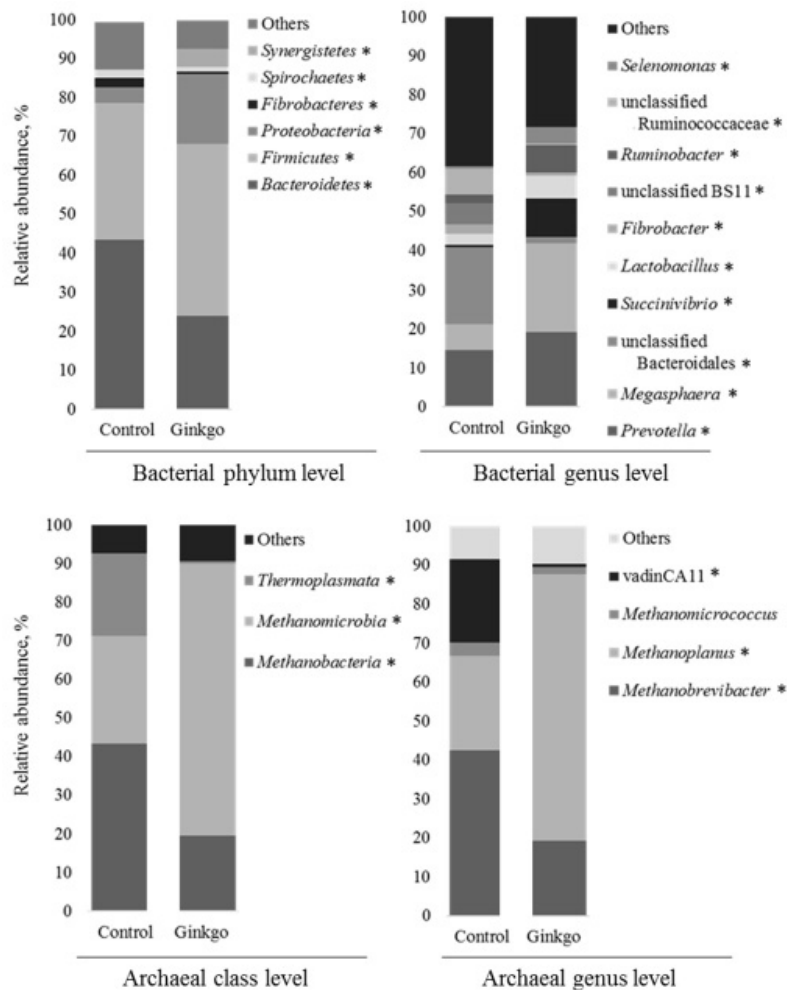 Relative abundance, %
100
90
80
70
60
50
40
30
20
10
0
Control Ginkgo
Others
Synergistetes *
Spirochaetes *
Fibrobacteres *
Proteobacteria *
Firmicutes *
Bacteroidetes *
Bacterial phylum level
100
90
80
70
60
50
40
30
20
10
0
Control Ginkgo
Others
Selenomonas *
unclassified
Ruminococcaceae *
Ruminobacter *
unclassified BS11 *
Fibrobacter *
Lactobacillus *
Succinivibrio *
unclassified
Bacteroidales *
Megasphaera *
Prevotella *
Bacterial genus level
Relative abundance, %
100
90
80
70
60
50
40
30
20
10
0
Control Ginkgo
Others
Thermoplasmata *
Methanomicrobia *
Methanobacteria *
Archaeal class level
100
90
80
70
60
50
40
30
20
10
0
Control Ginkgo
Others
vadinCA11 *
Methanomicrococcus
Methanoplanus *
Methanobrevibacter *
Archaeal genus level